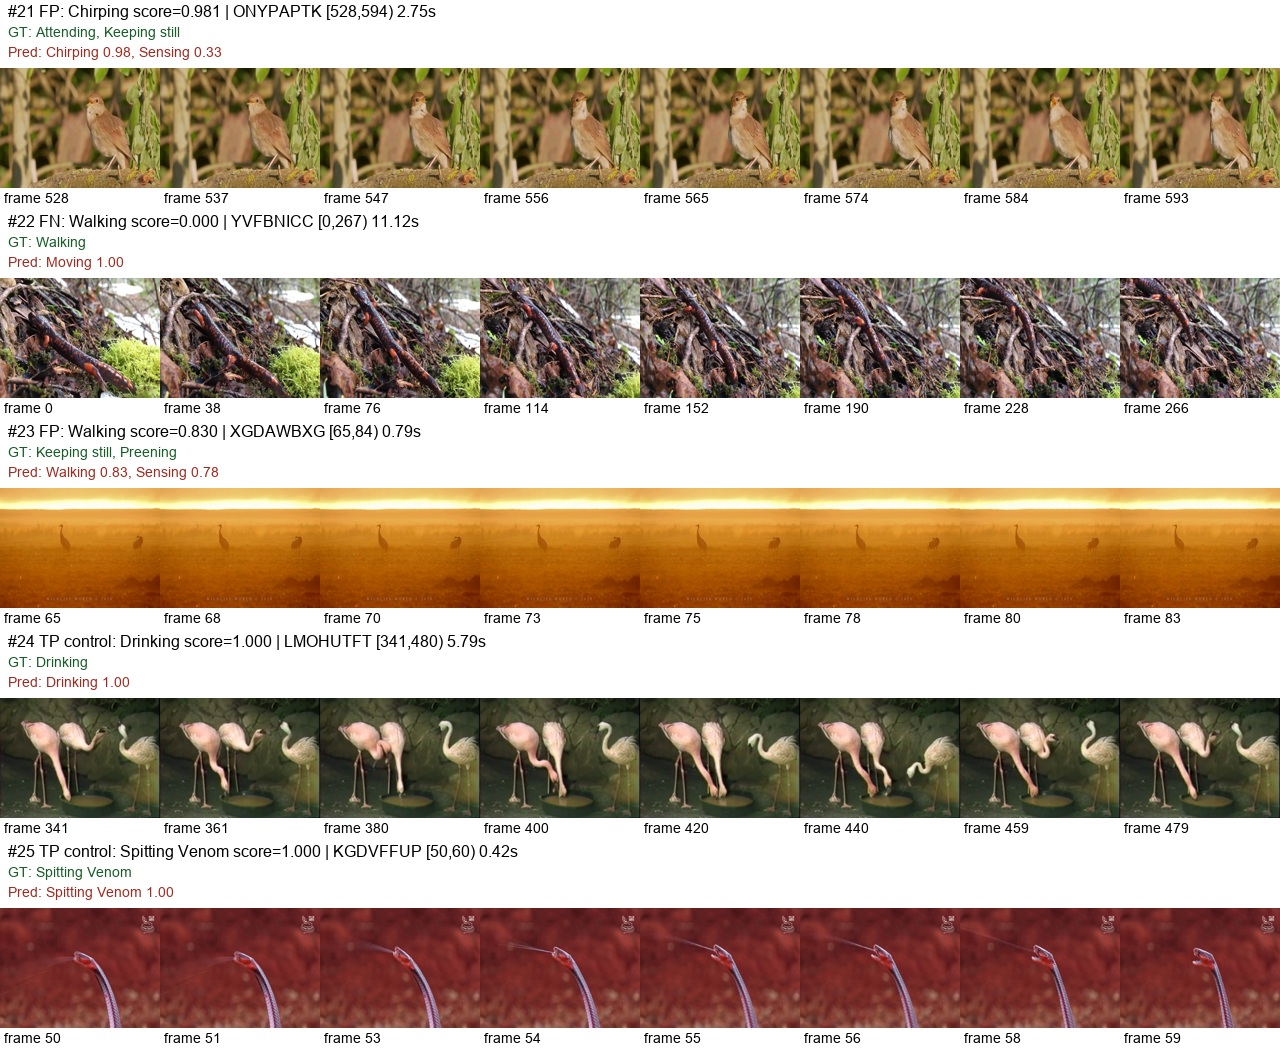 #21 FP: Chirping score=0.981 | ONYPAPTK [528,594) 2.75s
GT: Attending, Keeping still
Pred: Chirping 0.98, Sensing 0.33
frame 528 frame 537 frame 547 frame 556 frame 565 frame 574 frame 584 frame 593
#22 FN: Walking score=0.000 | YVFBNICC [0,267) 11.12s
GT: Walking
Pred: Moving 1.00
frame 0 frame 38 frame 76 frame 114 frame 152 frame 190 frame 228 frame 266
#23 FP: Walking score=0.830 | XGDAWBXG [65,84) 0.79s
GT: Keeping still, Preening
Pred: Walking 0.83, Sensing 0.78
frame 65 frame 68 frame 70 frame 73 frame 75 frame 78 frame 80 frame 83
#24 TP control: Drinking score=1.000 | LMOHUTFT [341,480) 5.79s
GT: Drinking
Pred: Drinking 1.00
frame 341 frame 361 frame 380 frame 400 frame 420 frame 440 frame 459 frame 479
#25 TP control: Spitting Venom score=1.000 | KGDVFFUP [50,60) 0.42s
GT: Spitting Venom
Pred: Spitting Venom 1.00
frame 50 frame 51 frame 53 frame 54 frame 55 frame 56 frame 58 frame 59